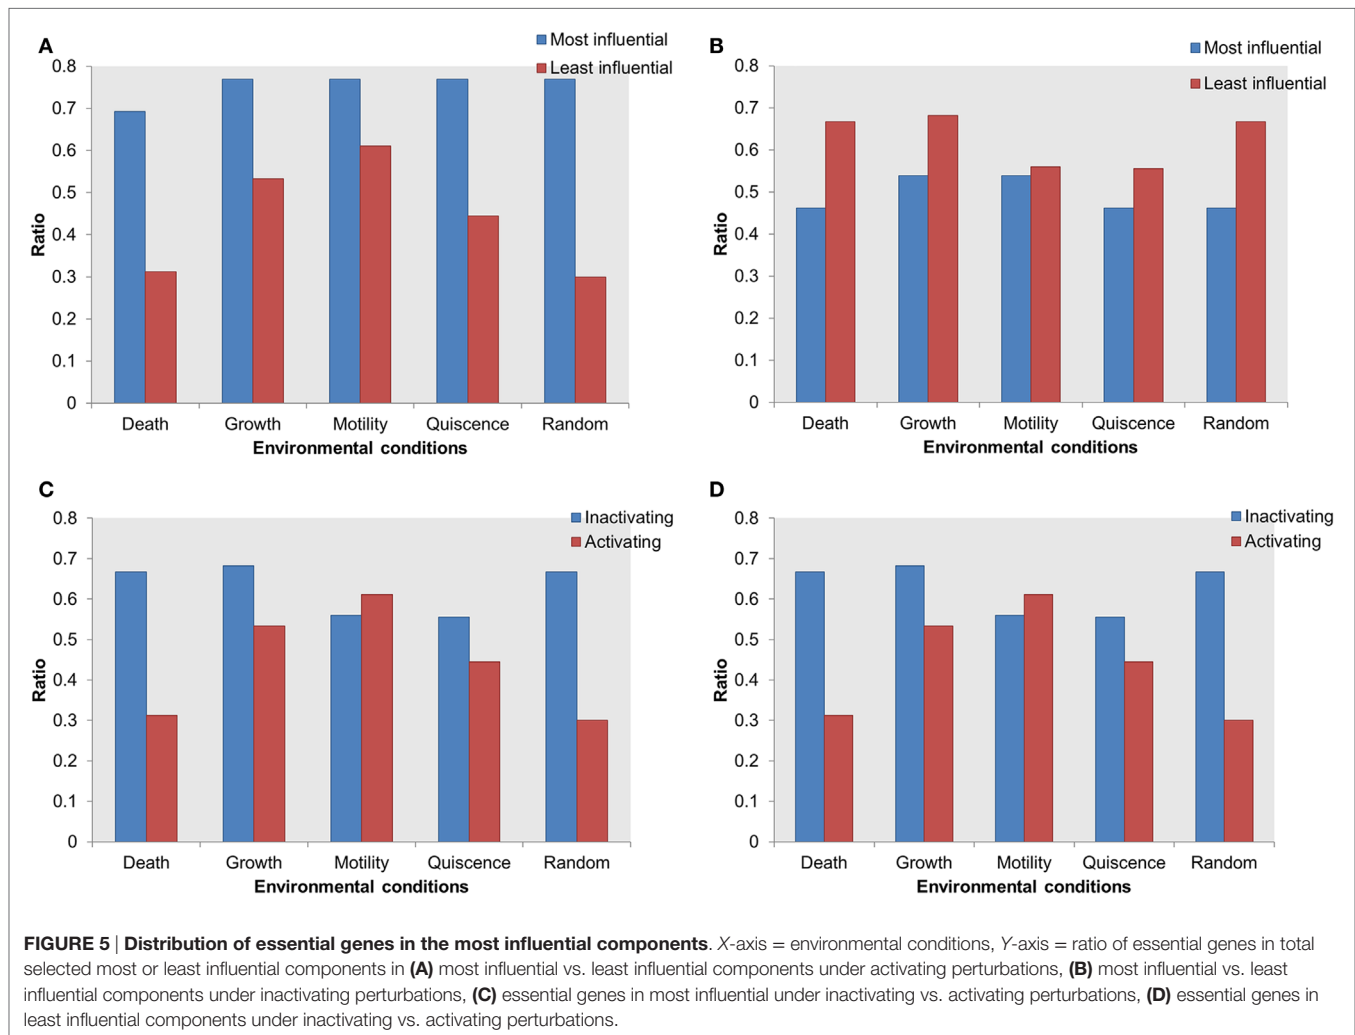 A
Most influential
Least influential
0.8
0.7
0.6
0.5
0.4
0.3
0.2
0.1
0
Ratio
Death Growth Motility Quiscence Random
Environmental conditions
B
Most influential
Least influential
0.8
0.7
0.6
0.5
0.4
0.3
0.2
0.1
0
Ratio
Death Growth Motility Quiscence Random
Environmental conditions
C
Inactivating
Activating
0.8
0.7
0.6
0.5
0.4
0.3
0.2
0.1
0
Ratio
Death Growth Motility Quiscence Random
Environmental conditions
D
Inactivating
Activating
0.8
0.7
0.6
0.5
0.4
0.3
0.2
0.1
0
Ratio
Death Growth Motility Quiscence Random
Environmental conditions
FIGURE 5 | Distribution of essential genes in the most influential components. X-axis = environmental conditions, Y-axis = ratio of essential genes in total
selected most or least influential components in (A) most influential vs. least influential components under activating perturbations, (B) most influential vs. least
influential components under inactivating perturbations, (C) essential genes in most influential under inactivating vs. activating perturbations, (D) essential genes in
least influential components under inactivating vs. activating perturbations.